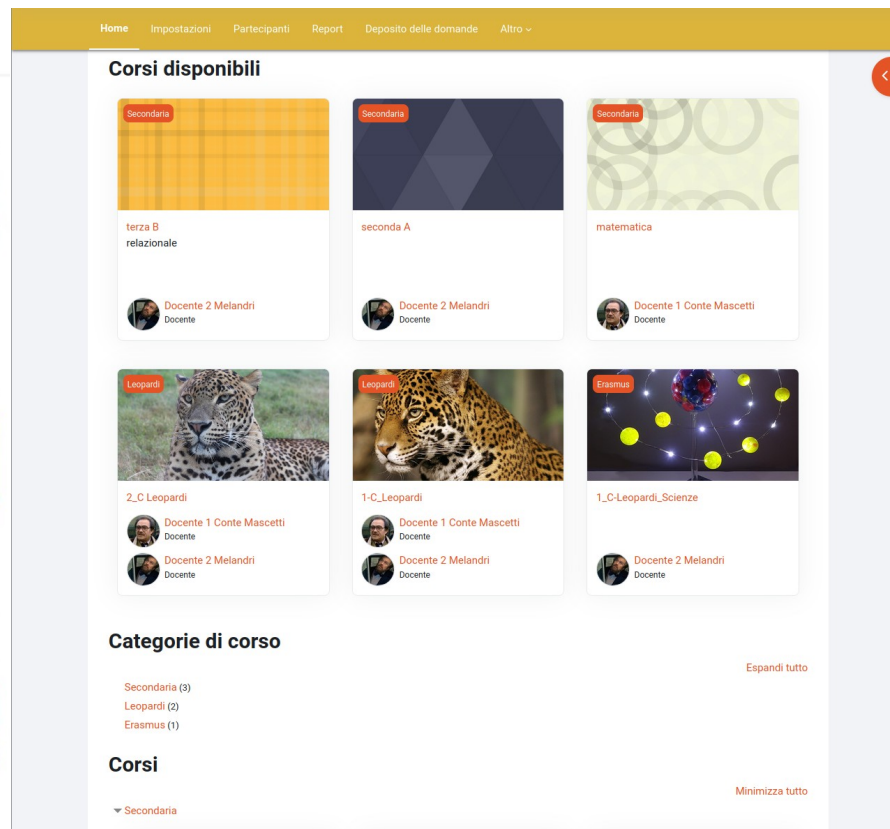 Home Impostazioni Partecipanti Report Deposito delle domande Altro
Corsi disponibili
Secondaria
terza B
relazionale
Docente 2 Melandri
Docente
Secondaria
seconda A
Docente 2 Melandri
Docente
Secondaria
matematica
Docente 1 Conte Mascetti
Docente
Leopardi
2_C Leopardi
Docente 1 Conte Mascetti
Docente
Docente 2 Melandri
Docente
Leopardi
1-C_Leopardi
Docente 1 Conte Mascetti
Docente
Docente 2 Melandri
Docente
Erasmus
1_C-Leopardi_Scienze
Docente 2 Melandri
Docente
Categorie di corso
Espandi tutto
Secondaria (3)
Leopardi (2)
Erasmus (1)
Corsi
Minimizza tutto
Secondaria